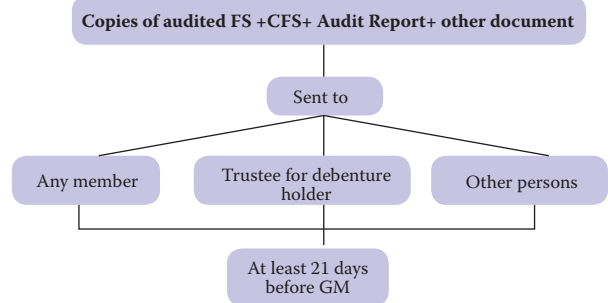 Copies of audited FS +CFS+ Audit Report+ other document
Sent to
Any member
Trustee for debenture
holder
Other persons
At least 21 days
before GM